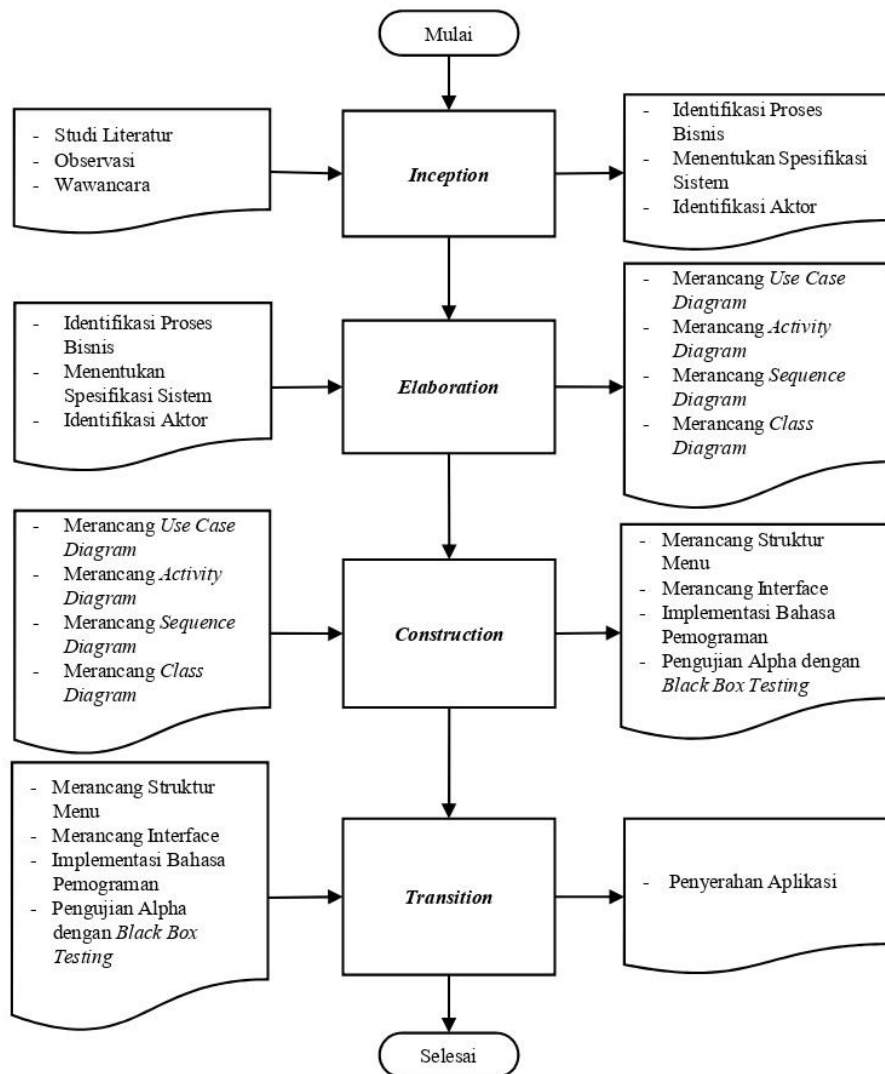 Mulai
- Studi Literatur
- Observasi
- Wawancara
Inception
- Identifikasi Proses
Bisnis
- Menentukan Spesifikasi
Sistem
- Identifikasi Aktor
- Identifikasi Proses
Bisnis
- Menentukan
Spesifikasi Sistem
- Identifikasi Aktor
Elaboration
- Merancang Use Case
Diagram
- Merancang Activity
Diagram
- Merancang Sequence
Diagram
- Merancang Class
Diagram
- Merancang Use Case
Diagram
- Merancang Activity
Diagram
- Merancang Sequence
Diagram
- Merancang Class
Diagram
Construction
- Merancang Struktur
Menu
- Merancang Interface
- Implementasi Bahasa
Pemograman
- Pengujian Alpha dengan
Black Box Testing
- Merancang Struktur
Menu
- Merancang Interface
- Implementasi Bahasa
Pemograman
- Pengujian Alpha
dengan Black Box
Testing
Transition
- Penyerahan Aplikasi
Selesai